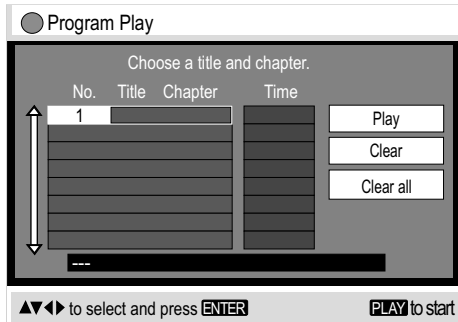 Program Play
Choose a title and chapter.
No. Title Chapter Time
1
Play
Clear
Clear all
---
▲▼◀▶ to select and press ENTER PLAY to start